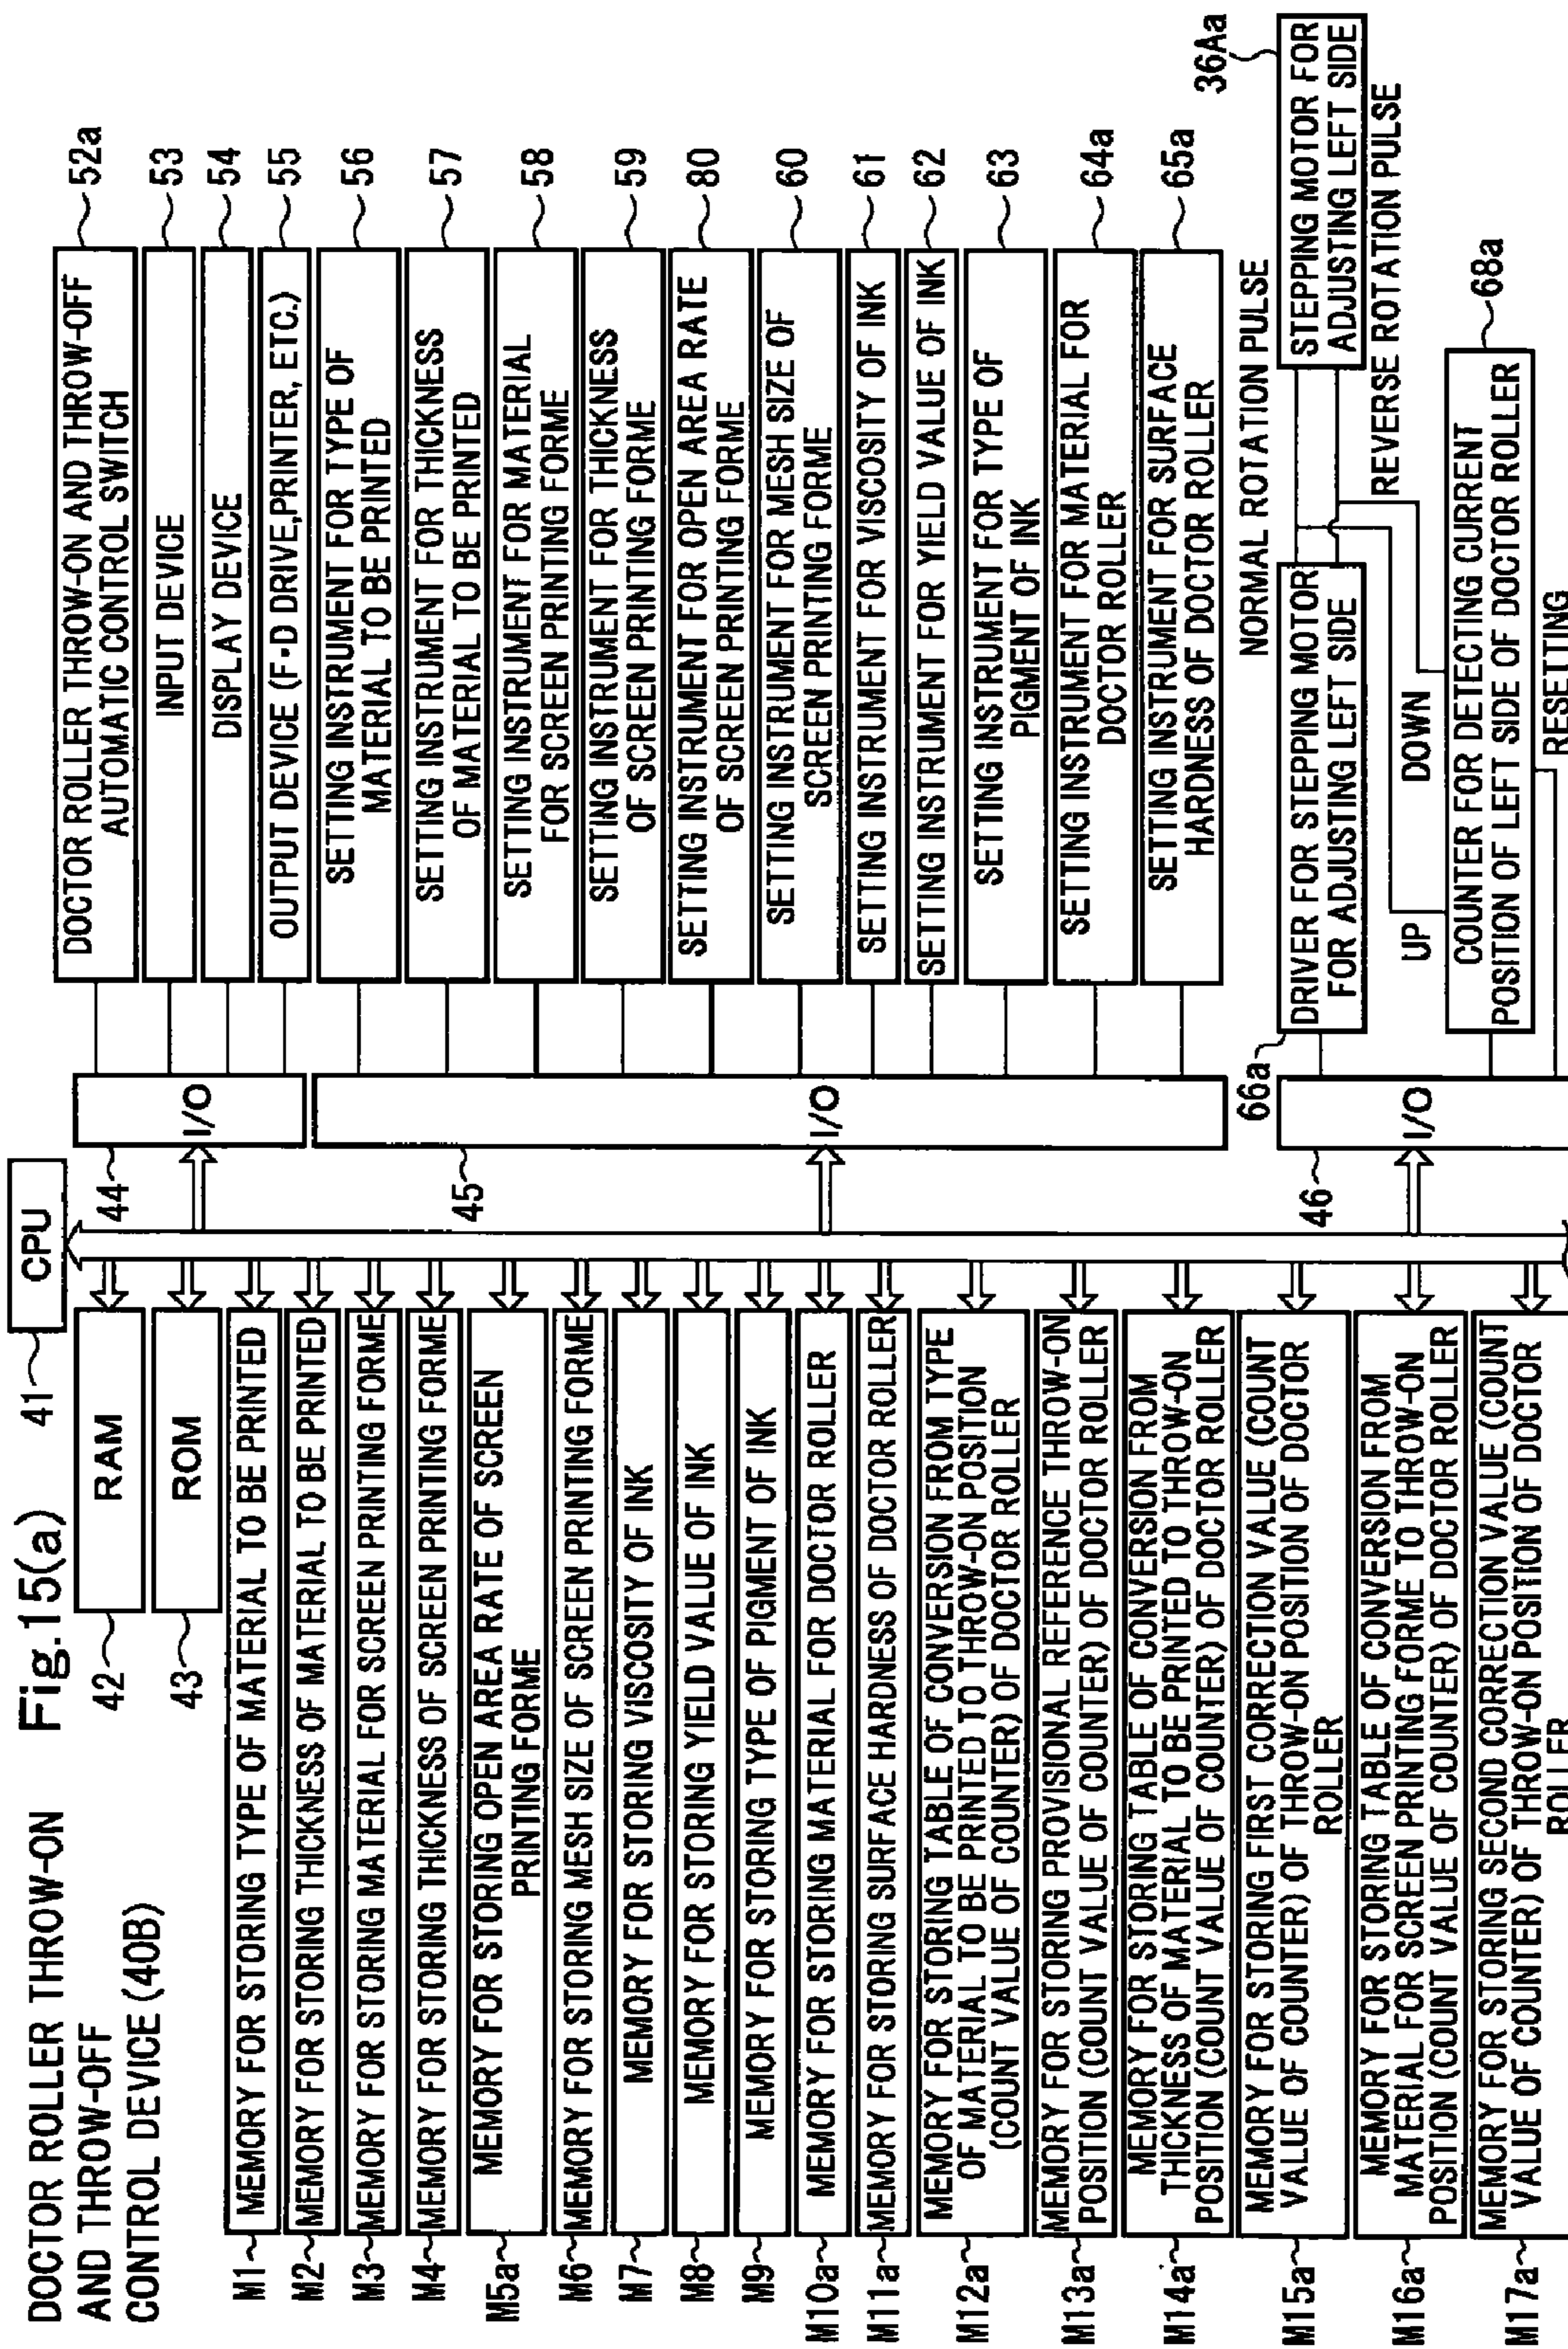 Fig.15(a)
DOCTOR ROLLER THROW-ON
AND THROW-OFF
CONTROL DEVICE (40B)
41
CPU
42
RAM
43
ROM
M1
MEMORY FOR STORING TYPE OF MATERIAL TO BE PRINTED
M2
MEMORY FOR STORING THICKNESS OF MATERIAL TO BE PRINTED
M3
MEMORY FOR STORING MATERIAL FOR SCREEN PRINTING FORME
M4
MEMORY FOR STORING THICKNESS OF SCREEN PRINTING FORME
M5a
MEMORY FOR STORING OPEN AREA RATE OF SCREEN
PRINTING FORME
M6
MEMORY FOR STORING MESH SIZE OF SCREEN PRINTING FORME
M7
MEMORY FOR STORING VISCOSITY OF INK
M8
MEMORY FOR STORING YIELD VALUE OF INK
M9
MEMORY FOR STORING TYPE OF PIGMENT OF INK
M10a
MEMORY FOR STORING MATERIAL FOR DOCTOR ROLLER
M11a
MEMORY FOR STORING SURFACE HARDNESS OF DOCTOR ROLLER
M12a
MEMORY FOR STORING TABLE OF CONVERSION FROM TYPE
OF MATERIAL TO BE PRINTED TO THROW-ON POSITION
(COUNT VALUE OF COUNTER) OF DOCTOR ROLLER
M13a
MEMORY FOR STORING PROVISIONAL REFERENCE THROW-ON
POSITION (COUNT VALUE OF COUNTER) OF DOCTOR ROLLER
M14a
MEMORY FOR STORING TABLE OF CONVERSION FROM
THICKNESS OF MATERIAL TO BE PRINTED TO THROW-ON
POSITION (COUNT VALUE OF COUNTER) OF DOCTOR ROLLER
M15a
MEMORY FOR STORING FIRST CORRECTION VALUE (COUNT
VALUE OF COUNTER) OF THROW-ON POSITION OF DOCTOR
ROLLER
M16a
MEMORY FOR STORING TABLE OF CONVERSION FROM
MATERIAL FOR SCREEN PRINTING FORME TO THROW-ON
POSITION (COUNT VALUE OF COUNTER) OF DOCTOR ROLLER
M17a
MEMORY FOR STORING SECOND CORRECTION VALUE (COUNT
VALUE OF COUNTER) OF THROW-ON POSITION OF DOCTOR
ROLLER
44
I/O
DOCTOR ROLLER THROW-ON AND THROW-OFF
AUTOMATIC CONTROL SWITCH
52a
INPUT DEVICE
53
DISPLAY DEVICE
54
OUTPUT DEVICE (F·D DRIVE,PRINTER, ETC.)
55
45
I/O
SETTING INSTRUMENT FOR TYPE OF
MATERIAL TO BE PRINTED
56
SETTING INSTRUMENT FOR THICKNESS
OF MATERIAL TO BE PRINTED
57
SETTING INSTRUMENT FOR MATERIAL
FOR SCREEN PRINTING FORME
58
SETTING INSTRUMENT FOR THICKNESS
OF SCREEN PRINTING FORME
59
SETTING INSTRUMENT FOR OPEN AREA RATE
OF SCREEN PRINTING FORME
80
SETTING INSTRUMENT FOR MESH SIZE OF
SCREEN PRINTING FORME
60
SETTING INSTRUMENT FOR VISCOSITY OF INK
61
SETTING INSTRUMENT FOR YIELD VALUE OF INK
62
SETTING INSTRUMENT FOR TYPE OF
PIGMENT OF INK
63
SETTING INSTRUMENT FOR MATERIAL FOR
DOCTOR ROLLER
64a
SETTING INSTRUMENT FOR SURFACE
HARDNESS OF DOCTOR ROLLER
65a
46
I/O
66a
DRIVER FOR STEPPING MOTOR
FOR ADJUSTING LEFT SIDE
NORMAL ROTATION PULSE
36Aa
STEPPING MOTOR FOR
ADJUSTING LEFT SIDE
REVERSE ROTATION PULSE
UP
DOWN
COUNTER FOR DETECTING CURRENT
POSITION OF LEFT SIDE OF DOCTOR ROLLER
68a
RESETTING